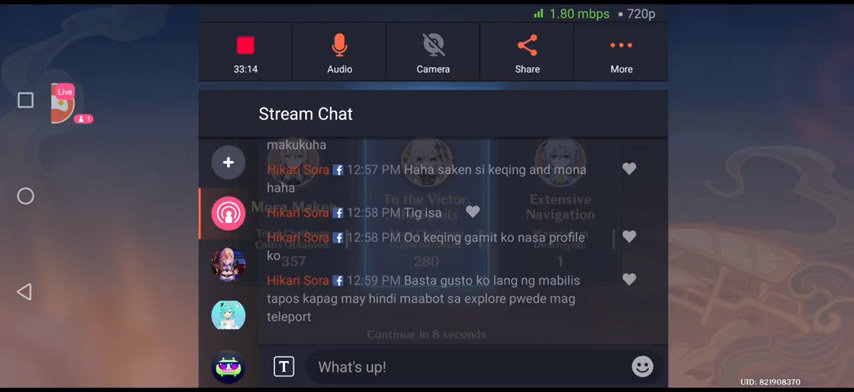 1.80 mbps • 720p
33:14
Audio
Camera
Share
More
Live
1
Stream Chat
makukuha
Hikari Sora 12:57 PM Haha saken si keqing and mona
haha
Hikari Sora 12:58 PM Tig isa
Hikari Sora 12:58 PM Oo keqing gamit ko nasa profile
ko
Hikari Sora 12:59 PM Basta gusto ko lang ng mabilis
tapos kapag may hindi maabot sa explore pwede mag
teleport
To the Victor,
Extensive
Navigation
357
280
1
Continue in 8 seconds
T
What's up!
UID: 821908370